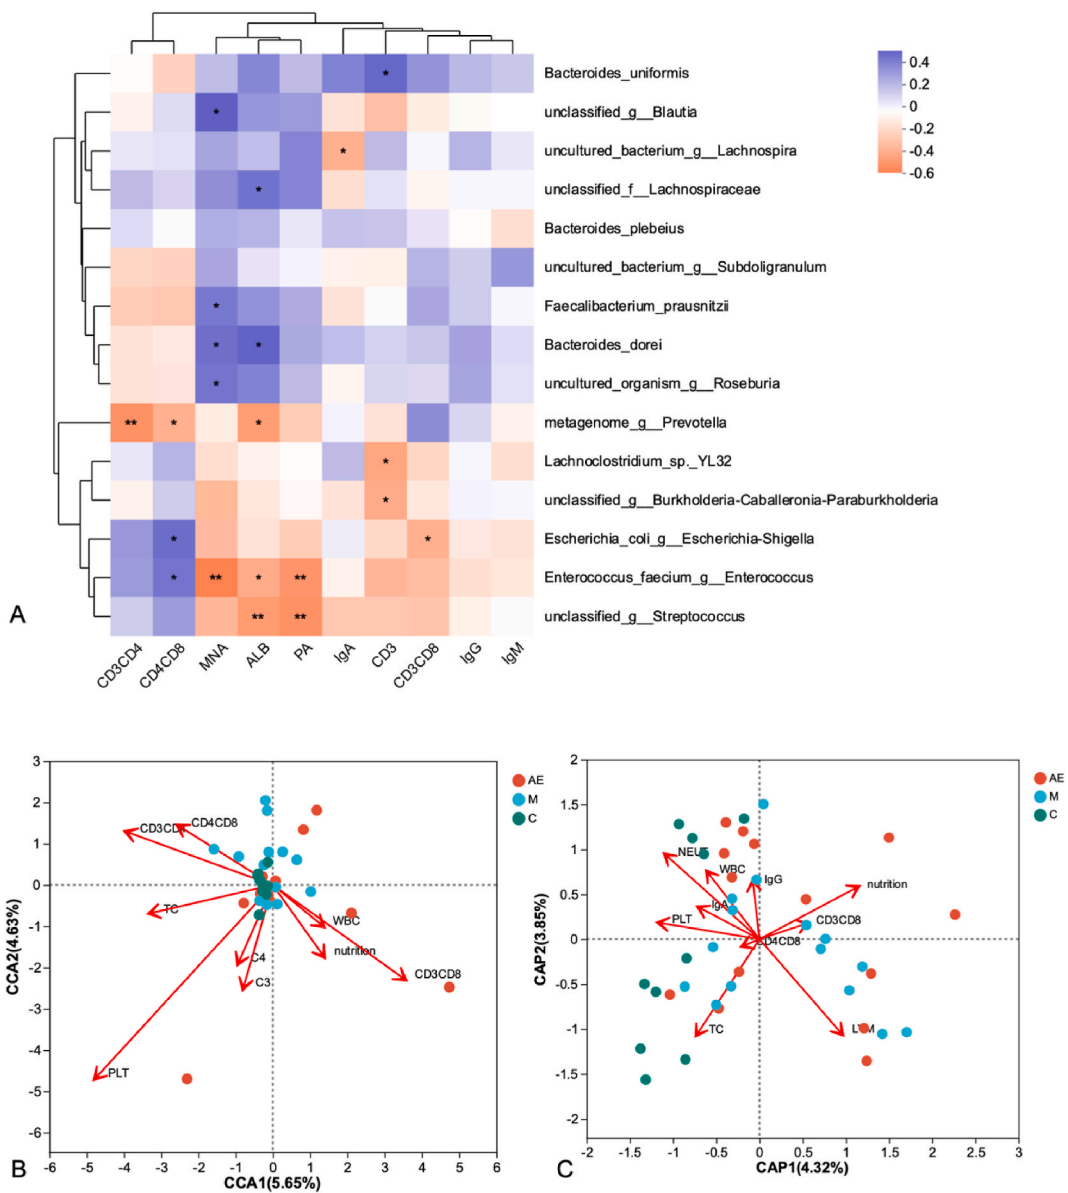 Bacteroides_uniformis
unclassified_g__Blautia
uncultured_bacterium_g__Lachnospira
unclassified_f__Lachnospiraceae
Bacteroides_plebeius
uncultured_bacterium_g__Subdoligranulum
Faecalibacterium_prausnitzii
Bacteroides_dorei
uncultured_organism_g__Roseburia
metagenome_g__Prevotella
Lachnoclostridium_sp._YL32
unclassified_g__Burkholderia-Caballeronia-Paraburkholderia
Escherichia_coli_g__Escherichia-Shigella
Enterococcus_faecium_g__Enterococcus
unclassified_g__Streptococcus
0.4
0.2
0
-0.2
-0.4
-0.6
* 
*
*
*
*
* *
*
** * *
*
*
* *
* ** * **
** **
A
CD3CD4 CD4CD8 MNA ALB PA IgA CD3 CD3CD8 IgG IgM
3
2
1
0
-1
-2
-3
-4
-5
-6
CCA2(4.63%)
CD4CD8
TC
WBC
nutrition
C4
CD3CD8
C3
PLT
AE
M
C
-6 -5 -4 -3 -2 -1 0 1 2 3 4 5 6
CCA1(5.65%)
B
2
1.5
1
0.5
0
-0.5
-1
-1.5
-2
CAP2(3.85%)
WBC
IgG
nutrition
IgA
PLT
CD3CD8
CD4CD8
TC
AE
M
C
-2 -1.5 -1 -0.5 0 0.5 1 1.5 2 2.5 3
CAP1(4.32%)
C